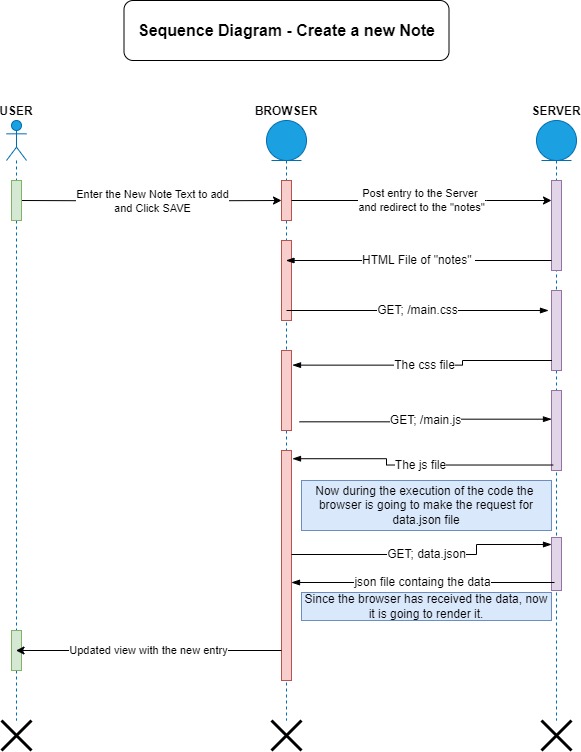 Sequence Diagram - Create a new Note
USER
BROWSER
SERVER
Enter the New Note Text to add
and Click SAVE
Post entry to the Server
and redirect to the "notes"
HTML File of "notes"
GET; /main.css
The css file
GET; /main.js
The js file
Now during the execution of the code the
browser is going to make the request for
data.json file
GET; data.json
json file containg the data
Since the browser has received the data, now
it is going to render it.
Updated view with the new entry